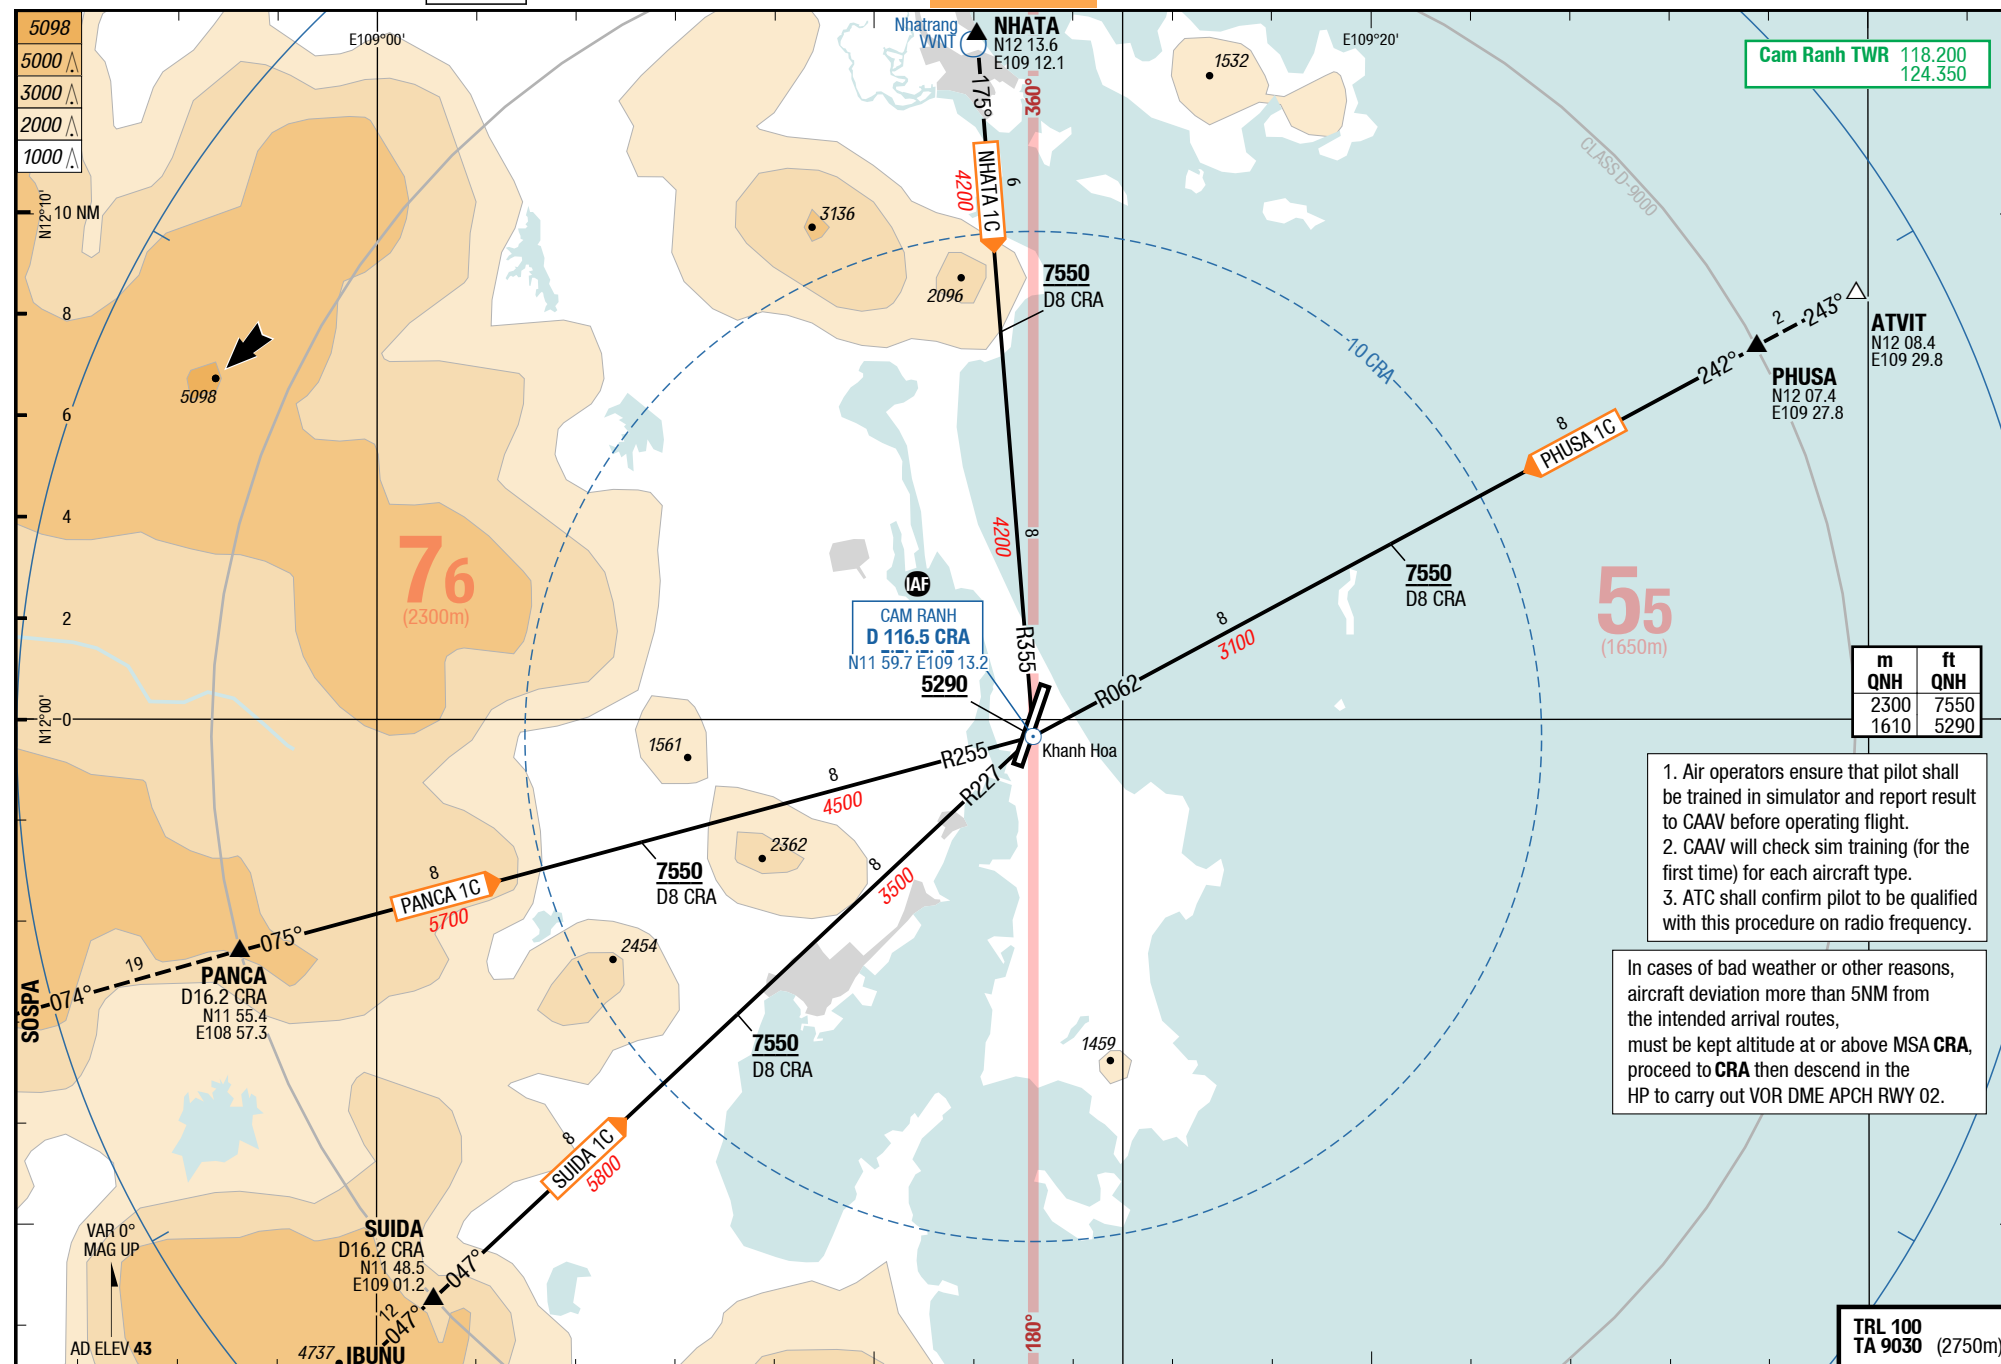 5098
5000
3000
2000
1000
E109°00'
Nhatrang
VVNT
NHATA
N12 13.6
E109 12.1
175°
360°
E109°20'
1532
Cam Ranh TWR 118.200
124.350
CLASS D-9000
N12°10'
10 NM
8
6
4
2
0
N12°00'
NHATA 1C
6
4200
3136
2096
7550
D8 CRA
10 CRA
243°
2
ATVIT
N12 08.4
E109 29.8
242°
PHUSA
N12 07.4
E109 27.8
8
PHUSA 1C
5098
76
(2300m)
4200
8
7550
D8 CRA
55
(1650m)
IAF
CAM RANH
D 116.5 CRA
N11 59.7 E109 13.2
5290
R355
8
3100
R062
m ft
QNH QNH
2300 7550
1610 5290
Khanh Hoa
1561
R255
R227
8
4500
2362
7550
D8 CRA
8
PANCA 1C
5700
075°
19
074°
SOSPA
PANCA
D16.2 CRA
N11 55.4
E108 57.3
8
3500
2454
7550
D8 CRA
1459
1. Air operators ensure that pilot shall
be trained in simulator and report result
to CAAV before operating flight.
2. CAAV will check sim training (for the
first time) for each aircraft type.
3. ATC shall confirm pilot to be qualified
with this procedure on radio frequency.
In cases of bad weather or other reasons,
aircraft deviation more than 5NM from
the intended arrival routes,
must be kept altitude at or above MSA CRA,
proceed to CRA then descend in the
HP to carry out VOR DME APCH RWY 02.
8
SUIDA 1C
5800
SUIDA
D16.2 CRA
N11 48.5
E109 01.2
047°
12
047°
4737
IBUNU
VAR 0°
MAG UP
AD ELEV 43
180°
TRL 100
TA 9030 (2750m)